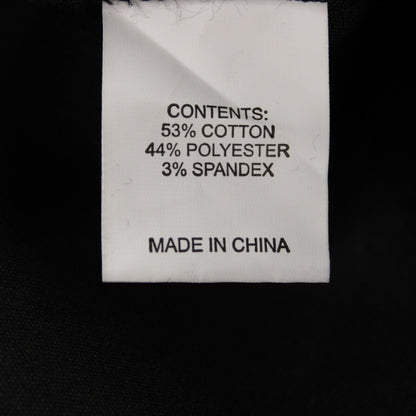 CONTENTS:
53% COTTON
44% POLYESTER
3% SPANDEX
MADE IN CHINA